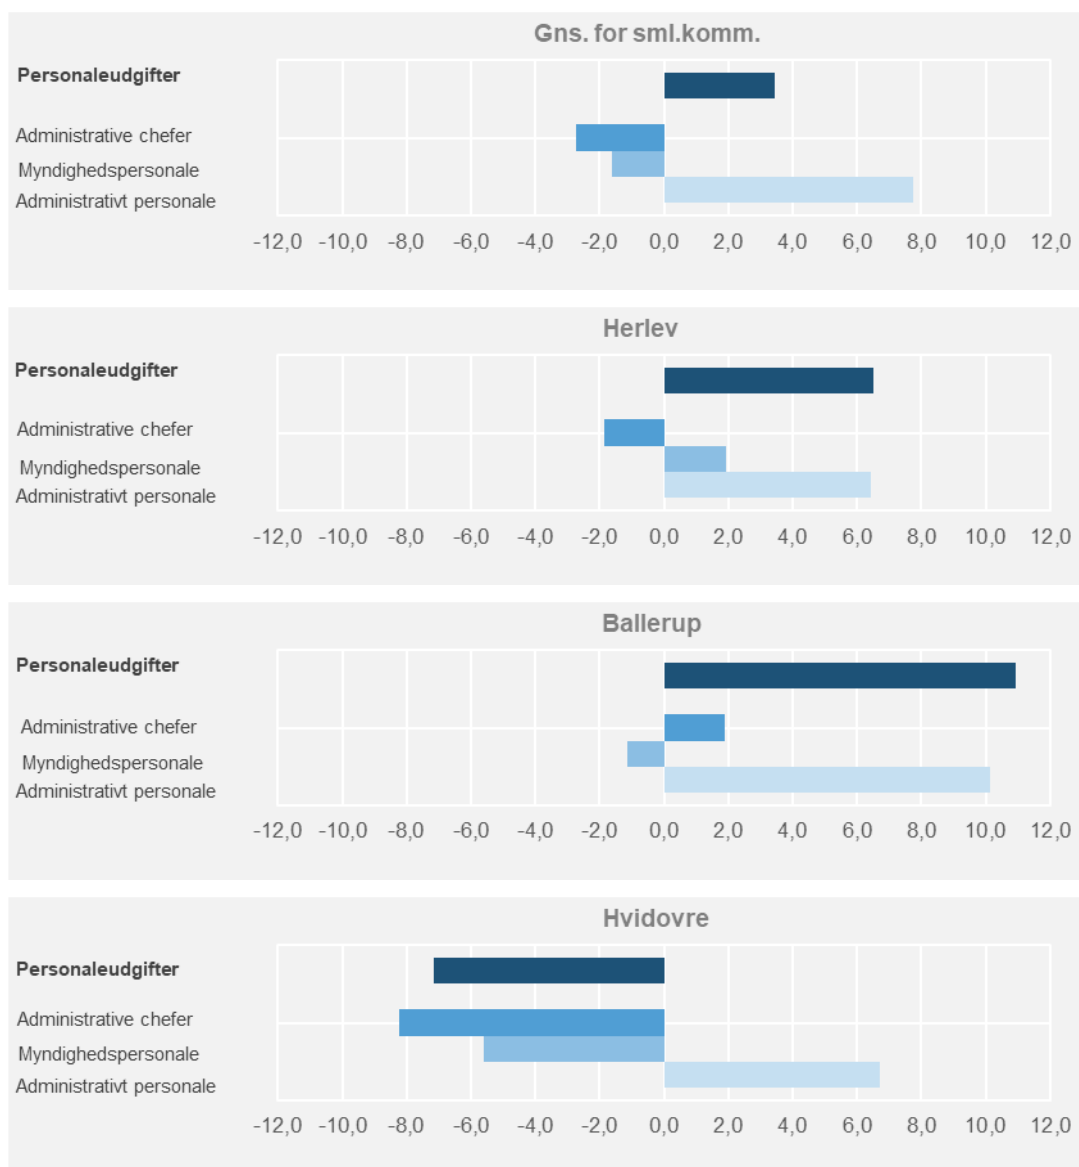 Gns. for sml.komm.
Personaleudgifter
Administrative chefer
Myndighedspersonale
Administrativt personale
-12,0 -10,0 -8,0 -6,0 -4,0 -2,0 0,0 2,0 4,0 6,0 8,0 10,0 12,0
Herlev
Personaleudgifter
Administrative chefer
Myndighedspersonale
Administrativt personale
-12,0 -10,0 -8,0 -6,0 -4,0 -2,0 0,0 2,0 4,0 6,0 8,0 10,0 12,0
Ballerup
Personaleudgifter
Administrative chefer
Myndighedspersonale
Administrativt personale
-12,0 -10,0 -8,0 -6,0 -4,0 -2,0 0,0 2,0 4,0 6,0 8,0 10,0 12,0
Hvidovre
Personaleudgifter
Administrative chefer
Myndighedspersonale
Administrativt personale
-12,0 -10,0 -8,0 -6,0 -4,0 -2,0 0,0 2,0 4,0 6,0 8,0 10,0 12,0